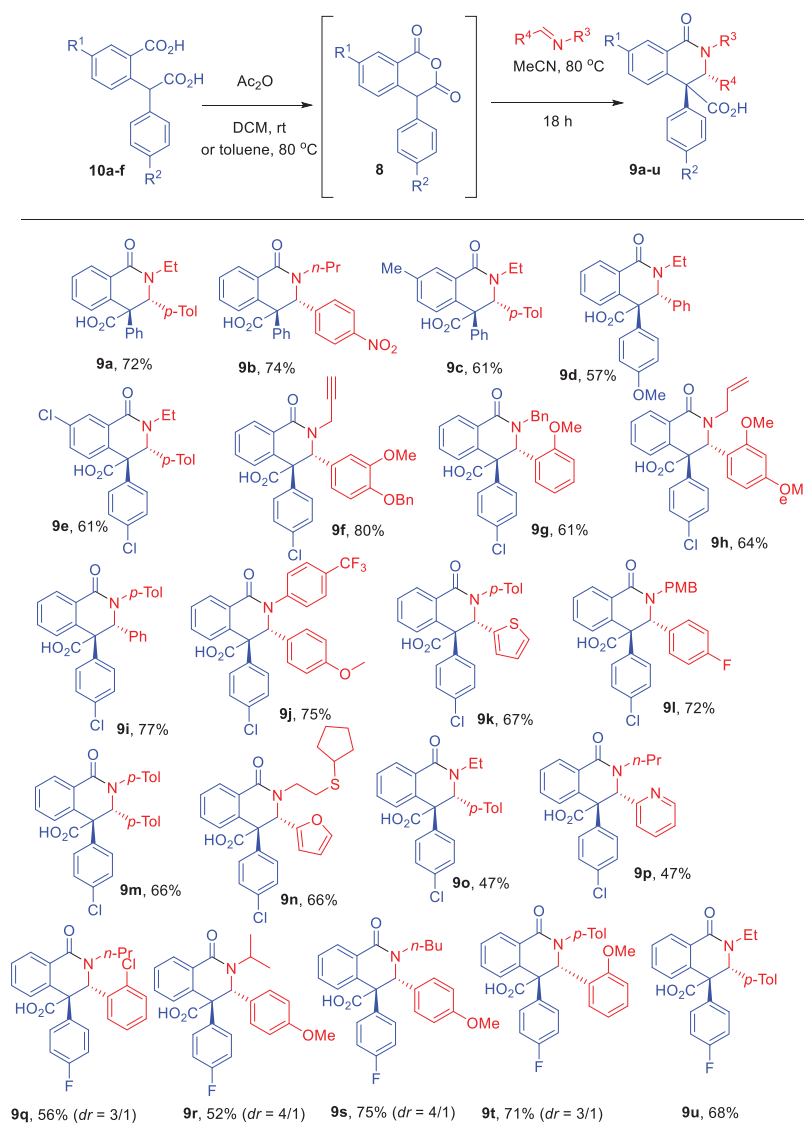 R¹ CO₂H CO₂H R² 10a-f
Ac₂O
DCM, rt
or toluene, 80 ºC
R¹ O O O R² 8
R⁴ N R³
MeCN, 80 ºC
18 h
R¹ O N R³ R⁴ CO₂H R² 9a-u
O N Et p-Tol HO₂C Ph
9a, 72%
O N n-Pr HO₂C Ph NO₂
9b, 74%
Me O N Et p-Tol HO₂C Ph
9c, 61%
O N Et Ph HO₂C OMe
9d, 57%
Cl O N Et p-Tol HO₂C Cl
9e, 61%
O N OMe OBn HO₂C Cl
9f, 80%
O N Bn OMe HO₂C Cl
9g, 61%
O N OMe OM
e HO₂C Cl
9h, 64%
O N p-Tol Ph HO₂C Cl
9i, 77%
O N CF₃ O HO₂C Cl
9j, 75%
O N p-Tol S HO₂C Cl
9k, 67%
O N PMB F HO₂C Cl
9l, 72%
O N p-Tol p-Tol HO₂C Cl
9m, 66%
O N S O HO₂C Cl
9n, 66%
O N Et p-Tol HO₂C Cl
9o, 47%
O N n-Pr N HO₂C Cl
9p, 47%
O N n-Pr Cl HO₂C F
9q, 56% (dr = 3/1)
O N OMe HO₂C F
9r, 52% (dr = 4/1)
O N n-Bu OMe HO₂C F
9s, 75% (dr = 4/1)
O N p-Tol OMe HO₂C F
9t, 71% (dr = 3/1)
O N Et p-Tol HO₂C F
9u, 68%